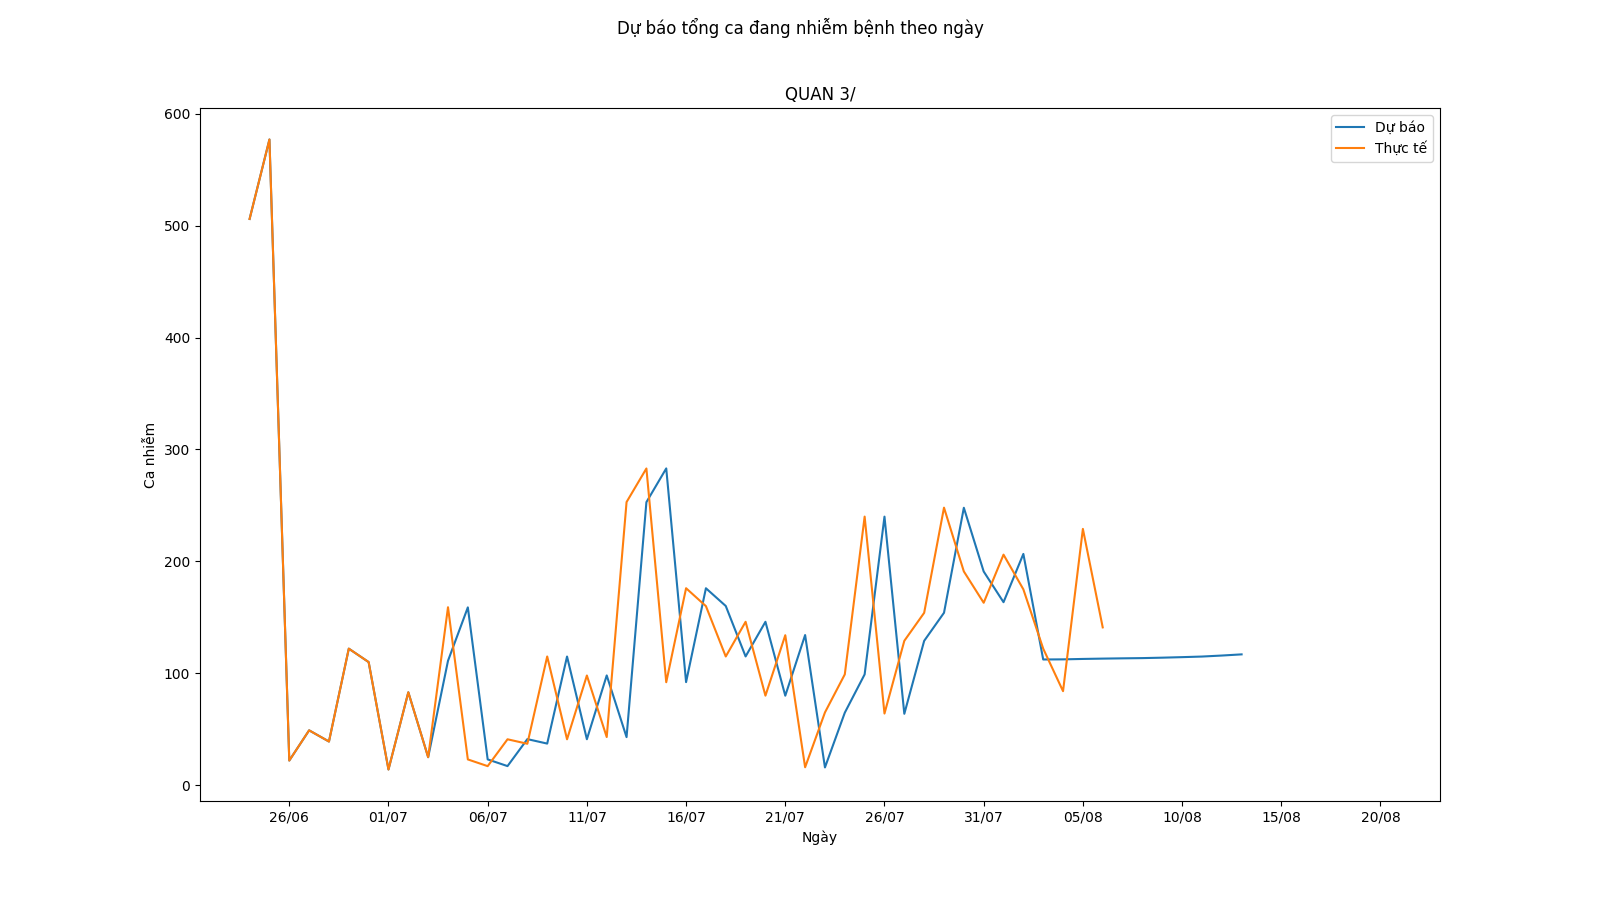 Dự báo tổng ca đang nhiễm bệnh theo ngày
QUAN 3/
Dự báo
Thực tế
600
500
400
300
200
100
0
Ca nhiễm
26/06 01/07 06/07 11/07 16/07 21/07 26/07 31/07 05/08 10/08 15/08 20/08
Ngày